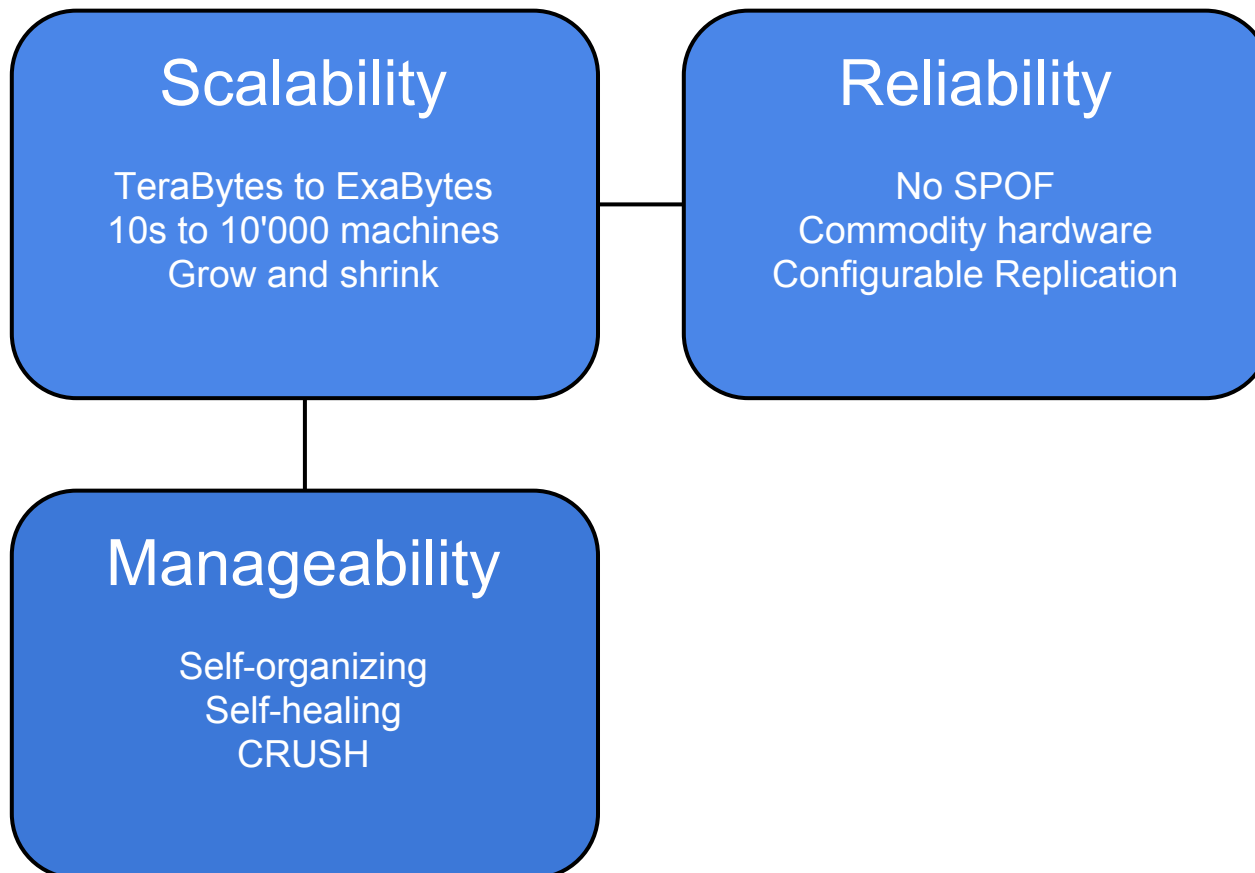 Scalability
TeraBytes to ExaBytes
10s to 10'000 machines
Grow and shrink
Reliability
No SPOF
Commodity hardware
Configurable Replication
Manageability
Self-organizing
Self-healing
CRUSH